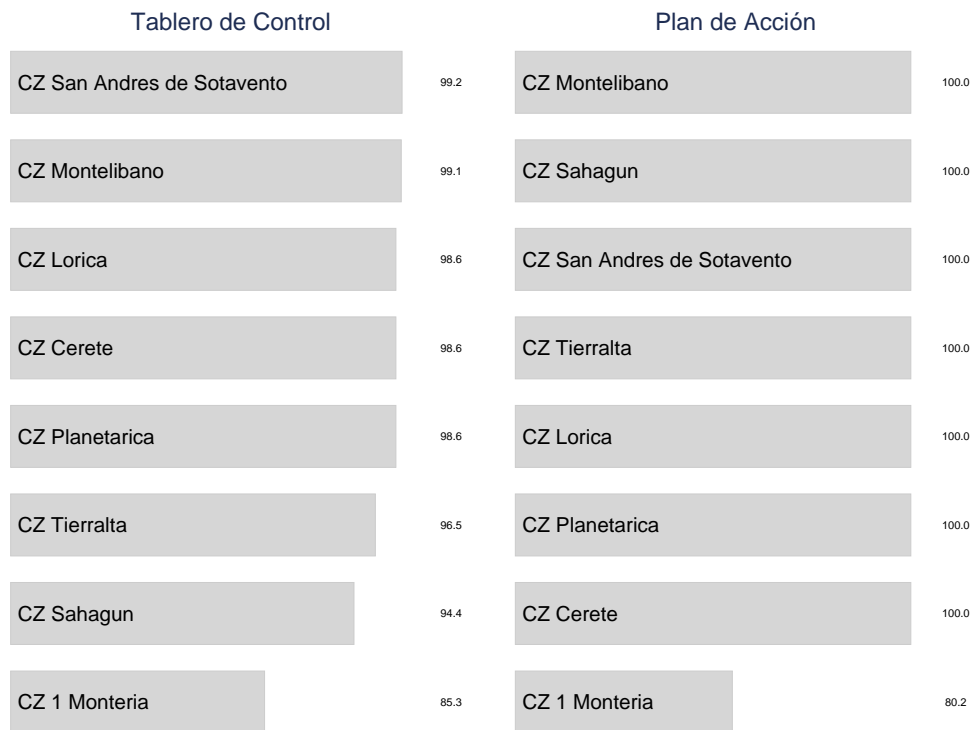 Tablero de Control
CZ San Andres de Sotavento 99.2
CZ Montelibano 99.1
CZ Lorica 98.6
CZ Cerete 98.6
CZ Planetarica 98.6
CZ Tierralta 96.5
CZ Sahagun 94.4
CZ 1 Monteria 85.3
Plan de Acción
CZ Montelibano 100.0
CZ Sahagun 100.0
CZ San Andres de Sotavento 100.0
CZ Tierralta 100.0
CZ Lorica 100.0
CZ Planetarica 100.0
CZ Cerete 100.0
CZ 1 Monteria 80.2